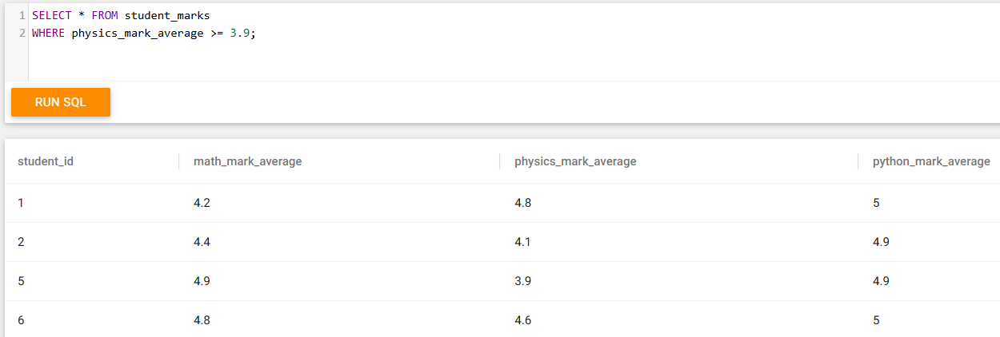 1 SELECT * FROM student_marks
2 WHERE physics_mark_average >= 3.9;
RUN SQL
student_id math_mark_average physics_mark_average python_mark_average
1 4.2 4.8 5
2 4.4 4.1 4.9
5 4.9 3.9 4.9
6 4.8 4.6 5